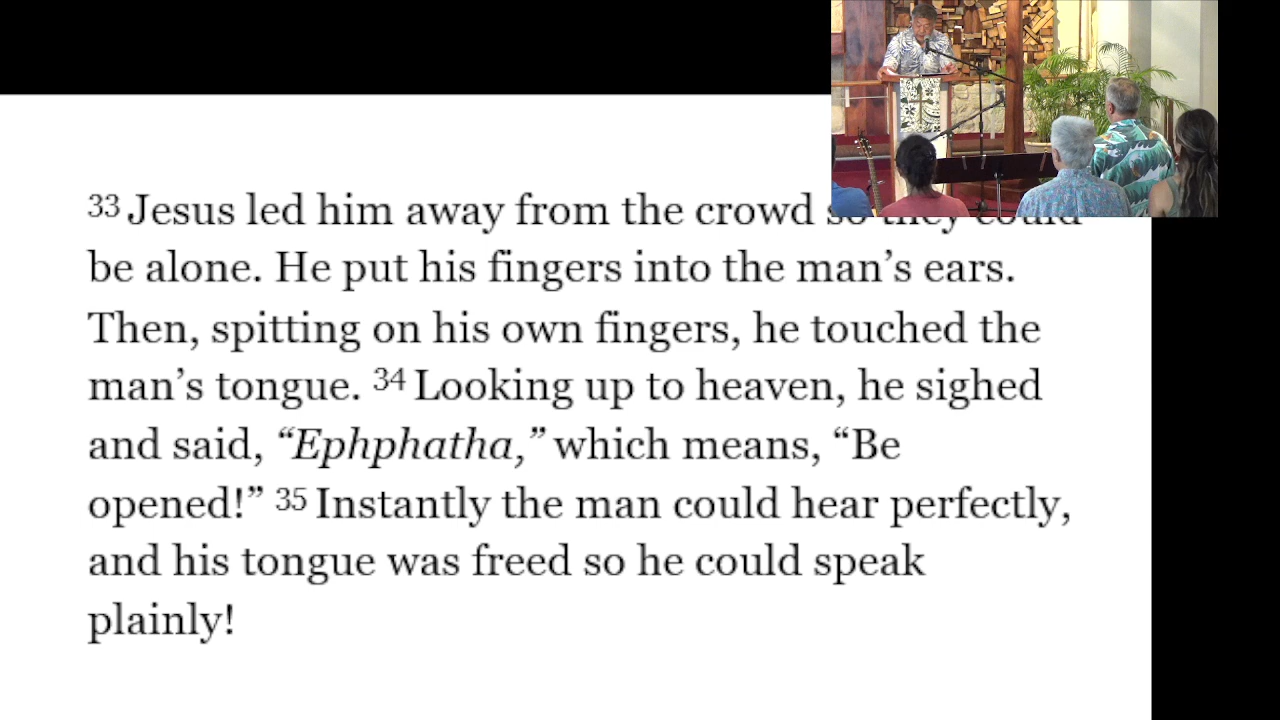 33 Jesus led him away from the crowd so they could
be alone. He put his fingers into the man’s ears.
Then, spitting on his own fingers, he touched the
man’s tongue. 34 Looking up to heaven, he sighed
and said, “Ephphatha,” which means, “Be
opened!” 35 Instantly the man could hear perfectly,
and his tongue was freed so he could speak
plainly!